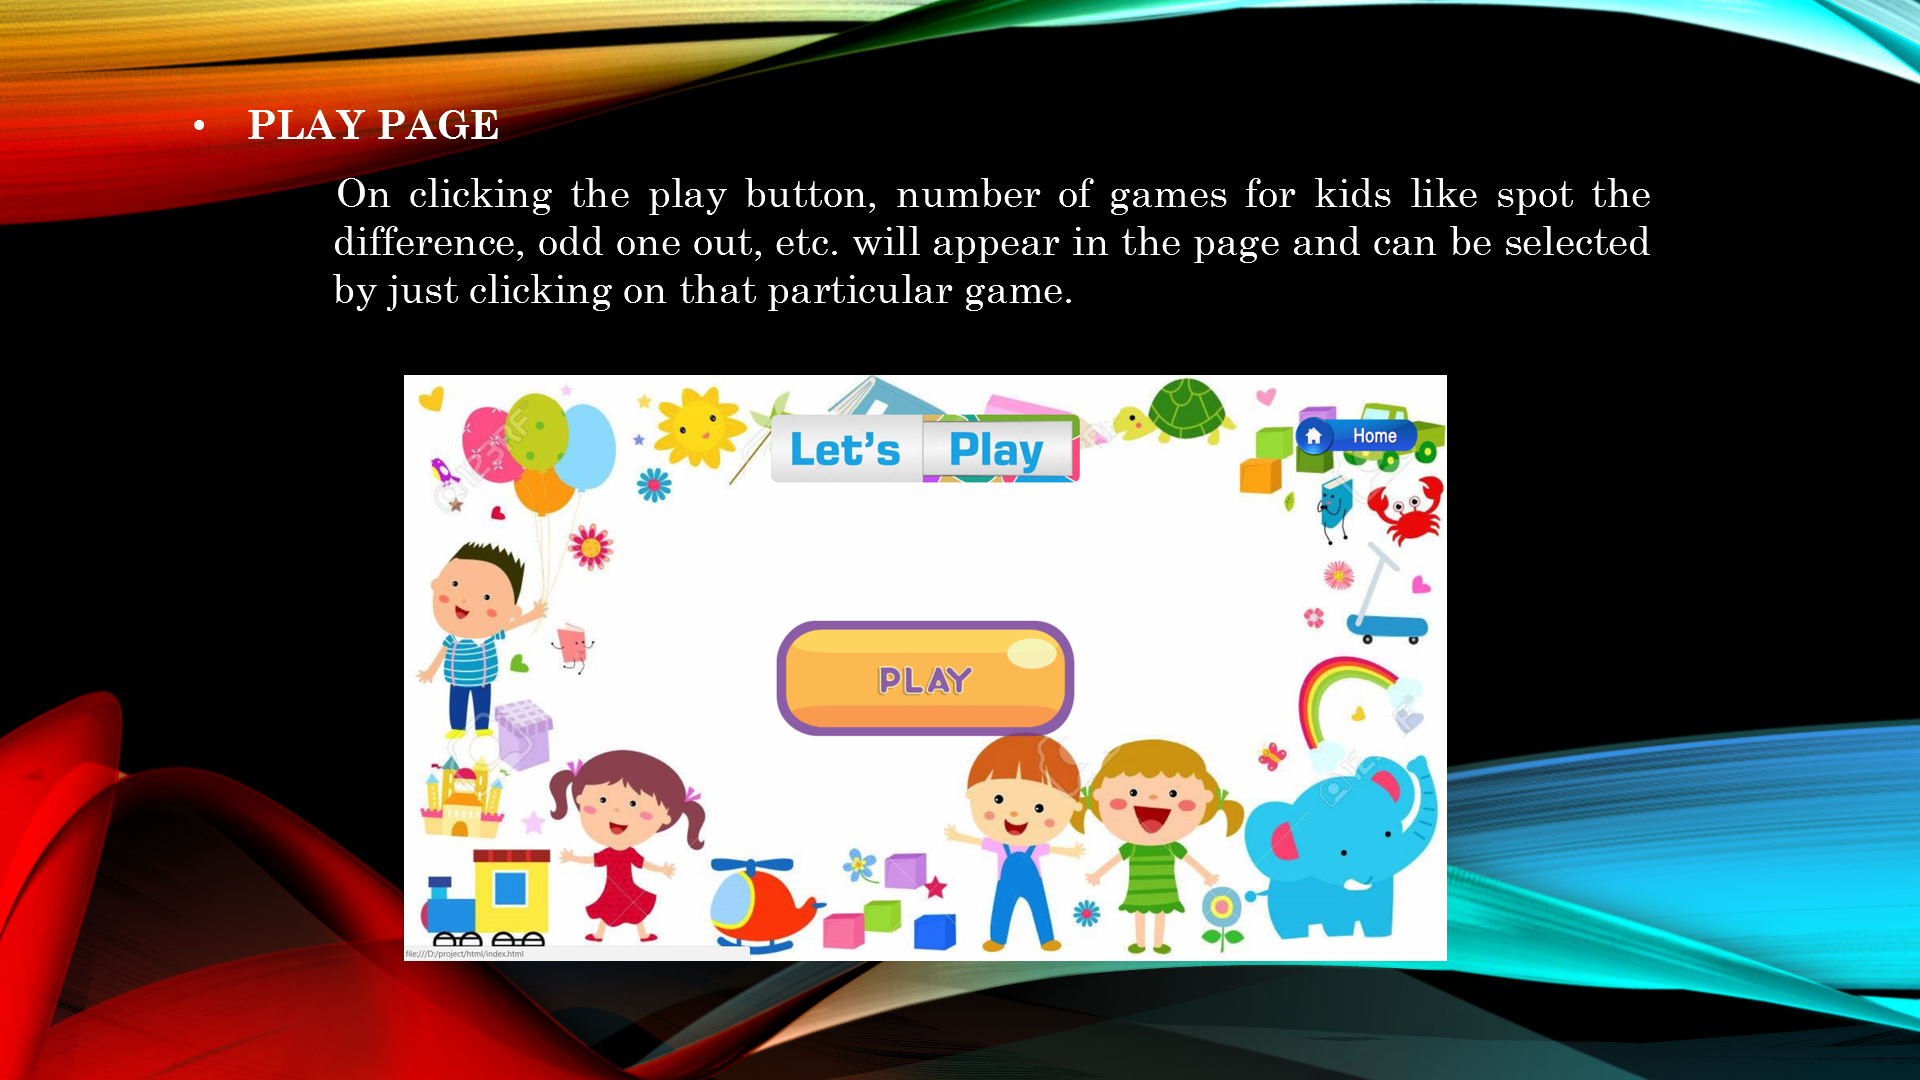 • PLAY PAGE
On clicking the play button, number of games for kids like spot the
difference, odd one out, etc. will appear in the page and can be selected
by just clicking on that particular game.
Let's Play
Home
PLAY
file:///D:/project/html/index.html